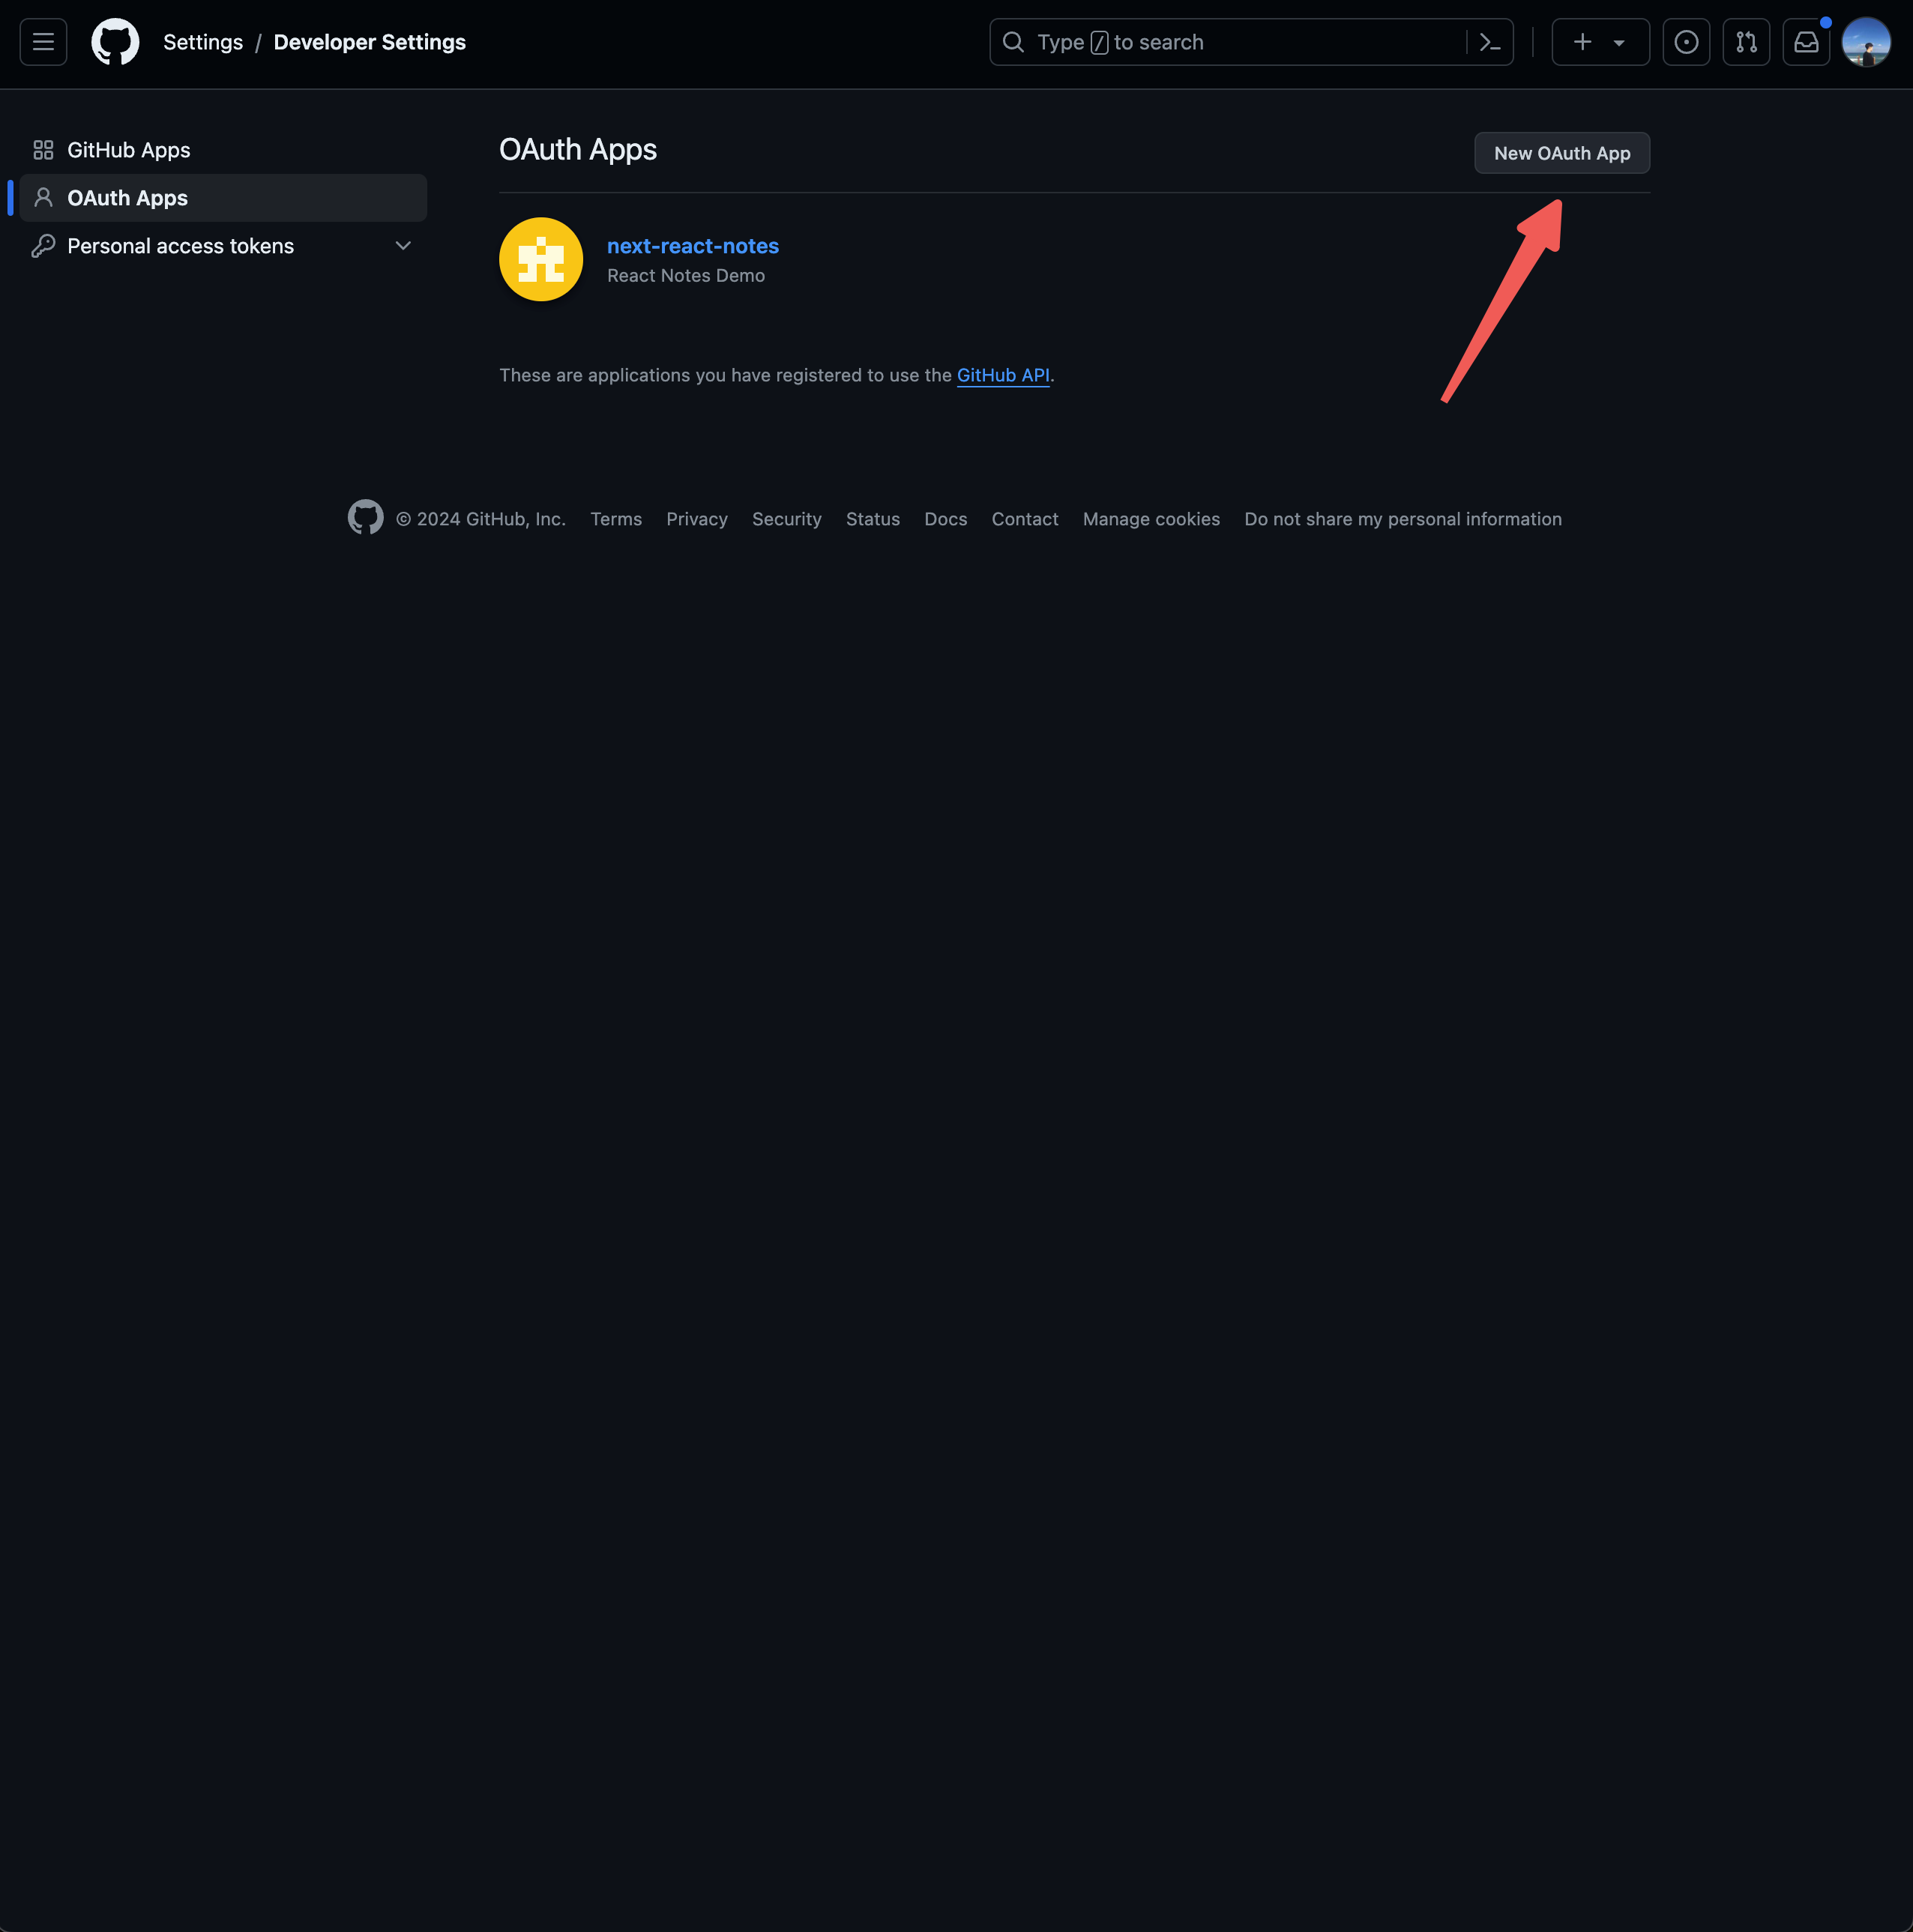 Settings / Developer Settings
Type / to search
GitHub Apps
OAuth Apps
Personal access tokens
OAuth Apps
New OAuth App
next-react-notes
React Notes Demo
These are applications you have registered to use the GitHub API.
© 2024 GitHub, Inc. Terms Privacy Security Status Docs Contact Manage cookies Do not share my personal information